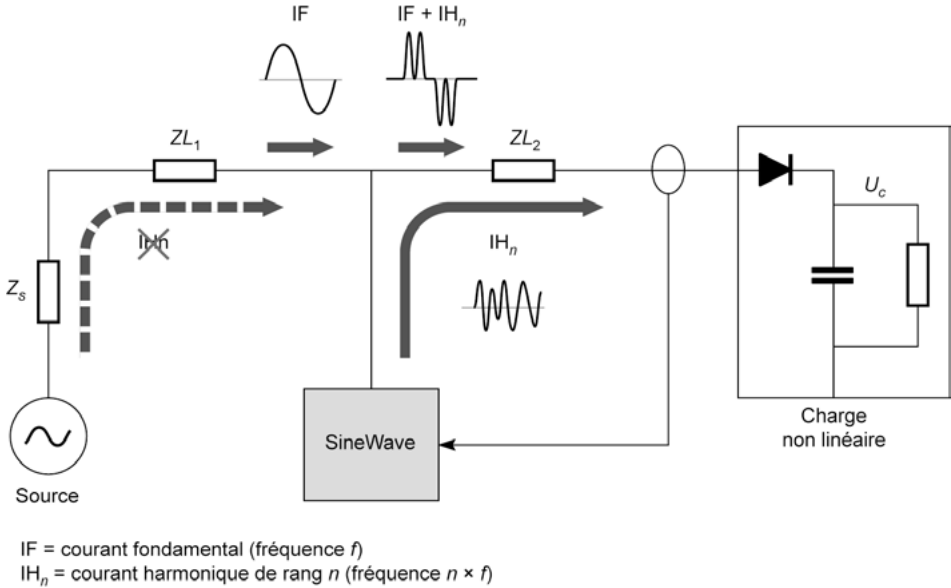 IF
IF + IHn
ZL1
ZL2
Uc
IHn
IHn
Zs
SineWave
Charge
non linéaire
Source
IF = courant fondamental (fréquence f)
IHn = courant harmonique de rang n (fréquence n × f)